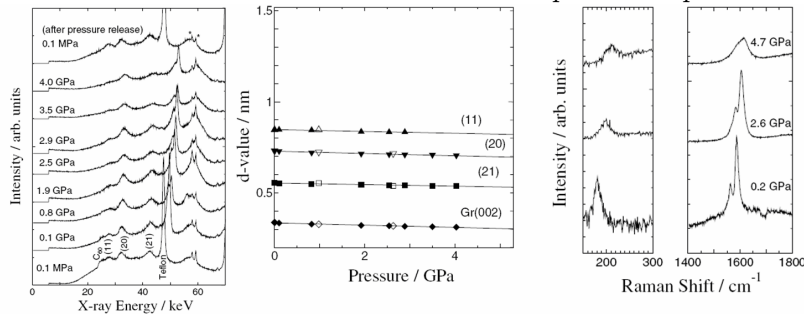 (after pressure release)
0.1 MPa
4.0 GPa
3.5 GPa
2.9 GPa
2.5 GPa
1.9 GPa
0.8 GPa
0.1 GPa
0.1 MPa
C60
(11)
(20)
(21)
Teflon
* *
Intensity / arb. units
0 20 40 60
X-ray Energy / keV
1.5
1
0.5
d-value / nm
(11)
(20)
(21)
Gr(002)
0 2 4
Pressure / GPa
Intensity / arb. units
4.7 GPa
2.6 GPa
0.2 GPa
200 300 1400 1600 1800
Raman Shift / cm-1